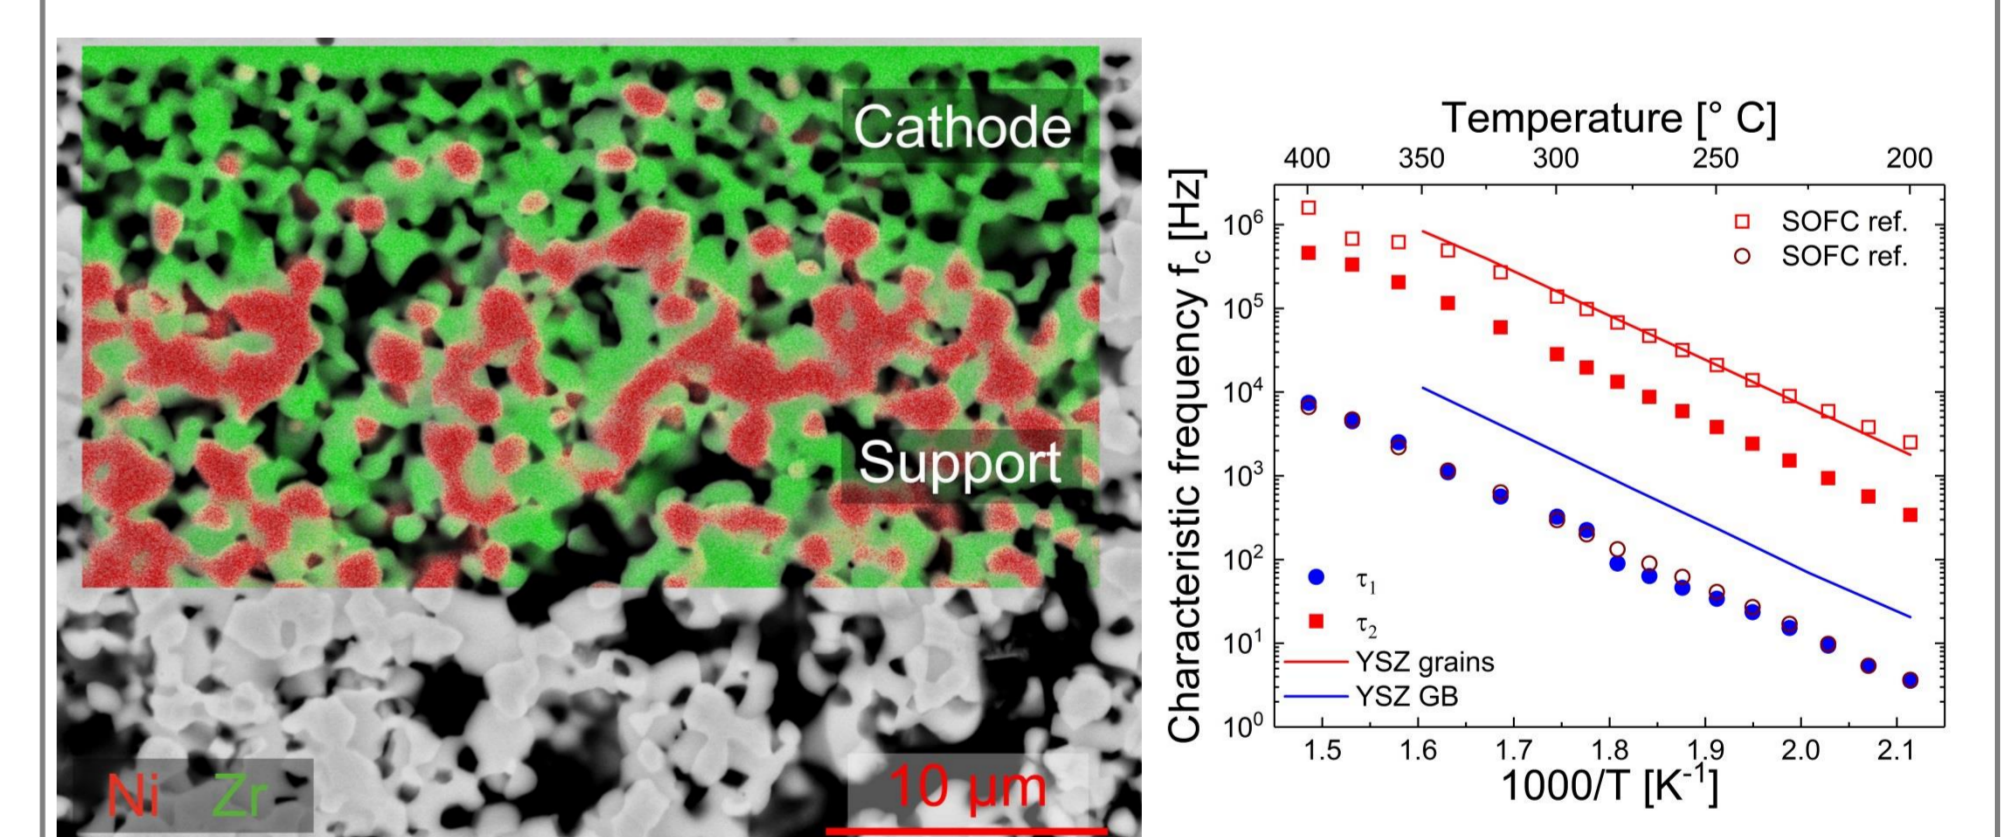 Cathode
Support
Ni Zr
10 μm
Temperature [° C]
400 350 300 250 200
Characteristic frequency f_c [Hz]
10^6
10^5
10^4
10^3
10^2
10^1
10^0
SOFC ref.
SOFC ref.
τ_1
τ_2
YSZ grains
YSZ GB
1.5 1.6 1.7 1.8 1.9 2.0 2.1
1000/T [K^-1]